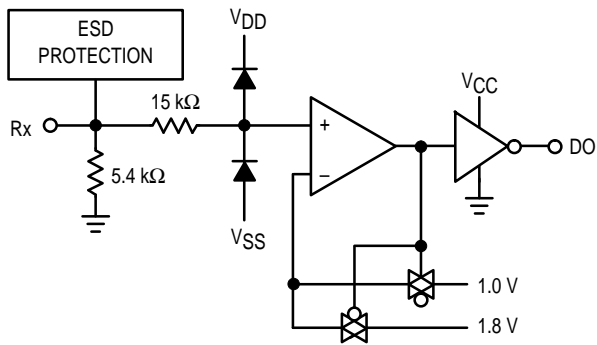 ESD
PROTECTION
VDD
15 kΩ
VCC
Rx
+
DO
−
5.4 kΩ
VSS
1.0 V
1.8 V